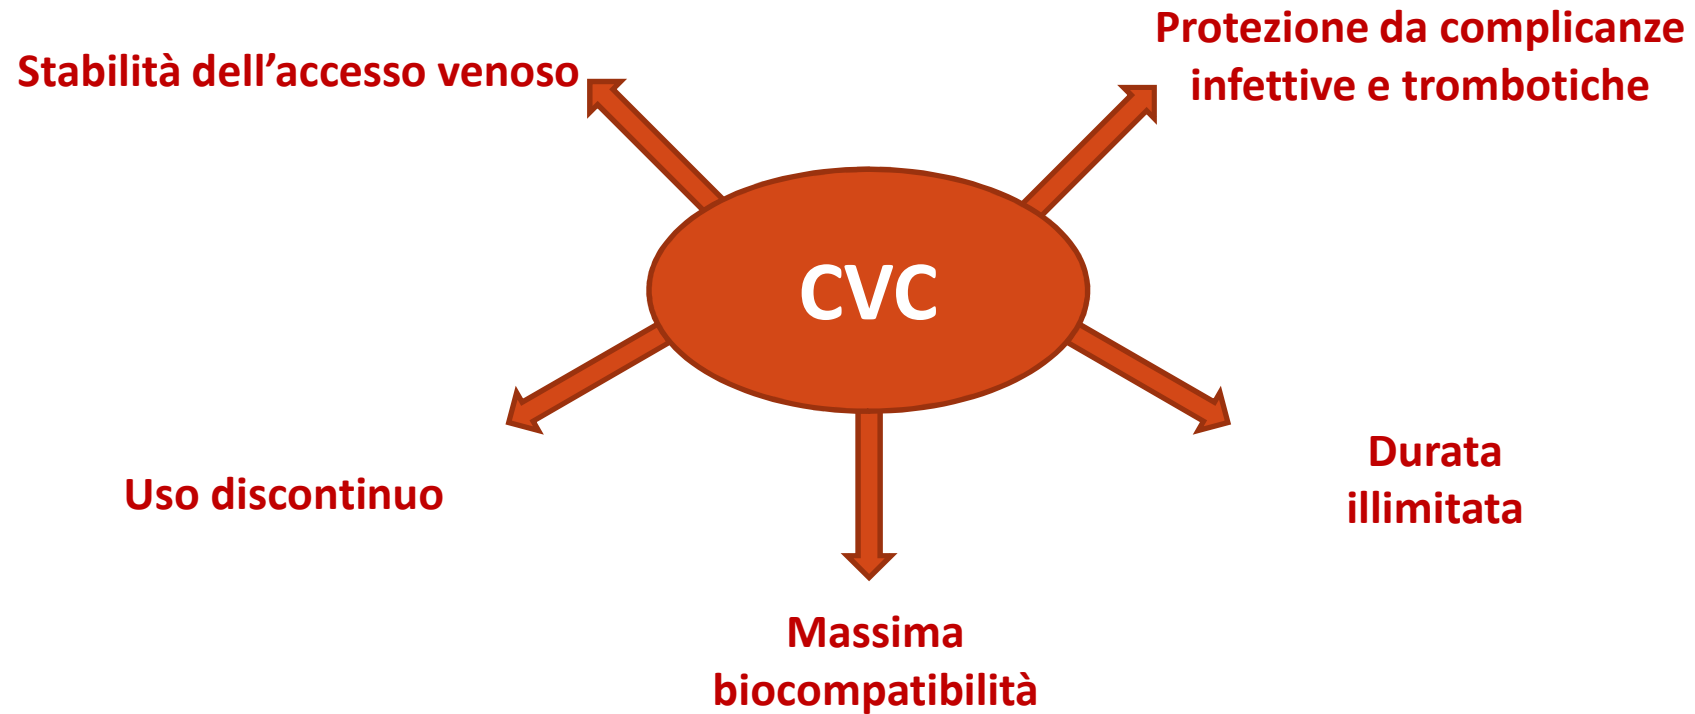 Stabilità dell’accesso venoso
Protezione da complicanze
infettive e trombotiche
CVC
Uso discontinuo
Durata
illimitata
Massima
biocompatibilità